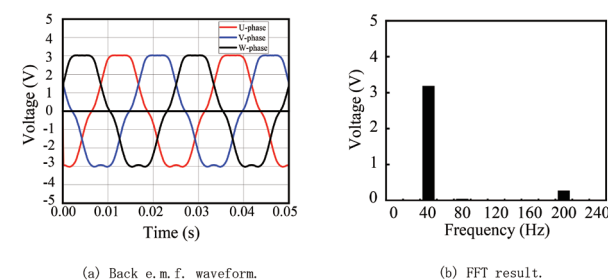 5
4
3
2
1
0
-1
-2
-3
4
5
Voltage (V)
U-phase
V-phase
W-phase
0.00 0.01 0.02 0.03 0.04 0.05
Time (s)
(a) Back e.m.f. waveform.
5
4
3
2
1
0
Voltage (V)
0 40 80 120 160 200 240
Frequency (Hz)
(b) FFT result.